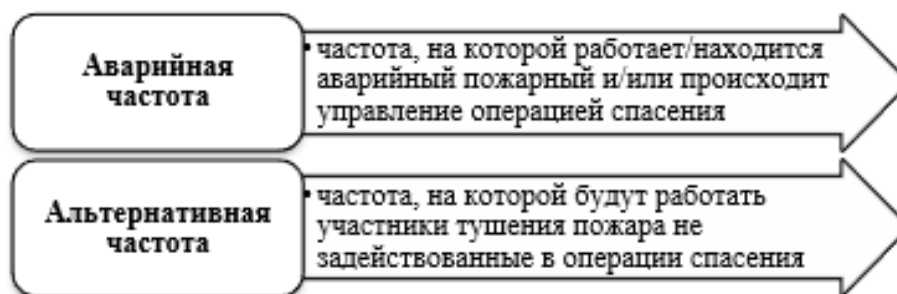 Аварийная
частота
• частота, на которой работает/находится
аварийный пожарный и/или происходит
управление операцией спасения
Альтернативная
частота
• частота, на которой будут работать
участники тушения пожара не
задействованные в операции спасения